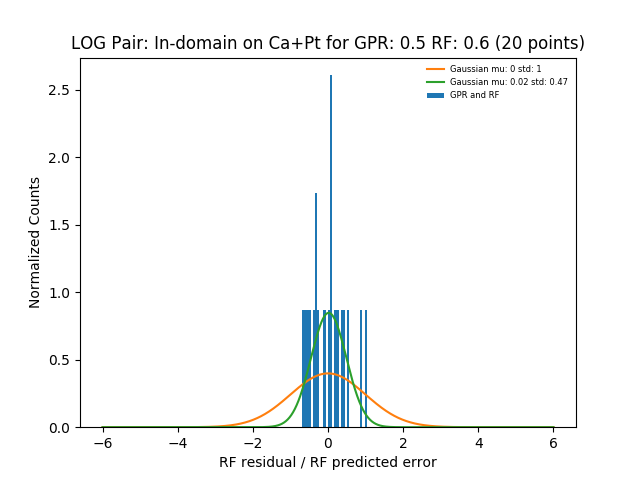 LOG Pair: In-domain on Ca+Pt for GPR: 0.5 RF: 0.6 (20 points)
Gaussian mu: 0 std: 1
Gaussian mu: 0.02 std: 0.47
GPR and RF
Normalized Counts
2.5
2.0
1.5
1.0
0.5
0.0
−6 −4 −2 0 2 4 6
RF residual / RF predicted error